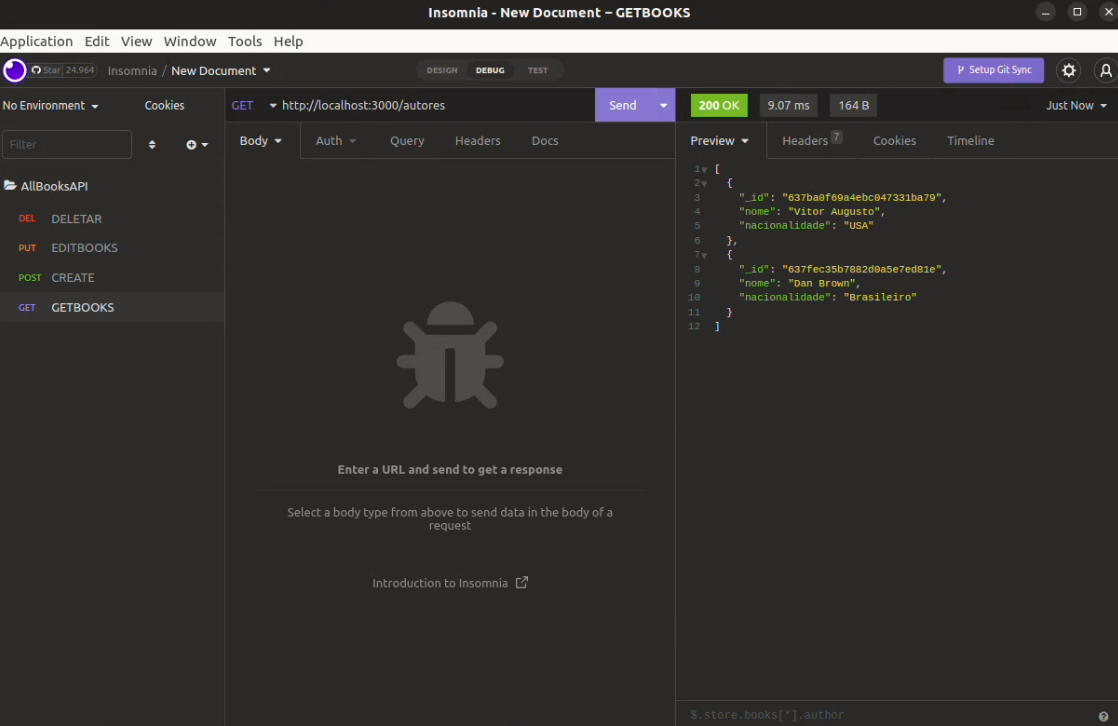 Insomnia - New Document – GETBOOKS
Application Edit View Window Tools Help
Star 24.964 Insomnia / New Document DESIGN DEBUG TEST Setup Git Sync
No Environment Cookies
GET http://localhost:3000/autores Send
200 OK 9.07 ms 164 B Just Now
Filter
Body Auth Query Headers Docs
Preview Headers 7 Cookies Timeline
AllBooksAPI
DEL DELETAR
PUT EDITBOOKS
POST CREATE
GET GETBOOKS
Enter a URL and send to get a response
Select a body type from above to send data in the body of a
request
Introduction to Insomnia
1 [
2 {
3 "_id": "637ba0f69a4ebc047331ba79",
4 "nome": "Vitor Augusto",
5 "nacionalidade": "USA"
6 },
7 {
8 "_id": "637fec35b7882d0a5e7ed81e",
9 "nome": "Dan Brown",
10 "nacionalidade": "Brasileiro"
11 }
12 ]
$.store.books[*].author